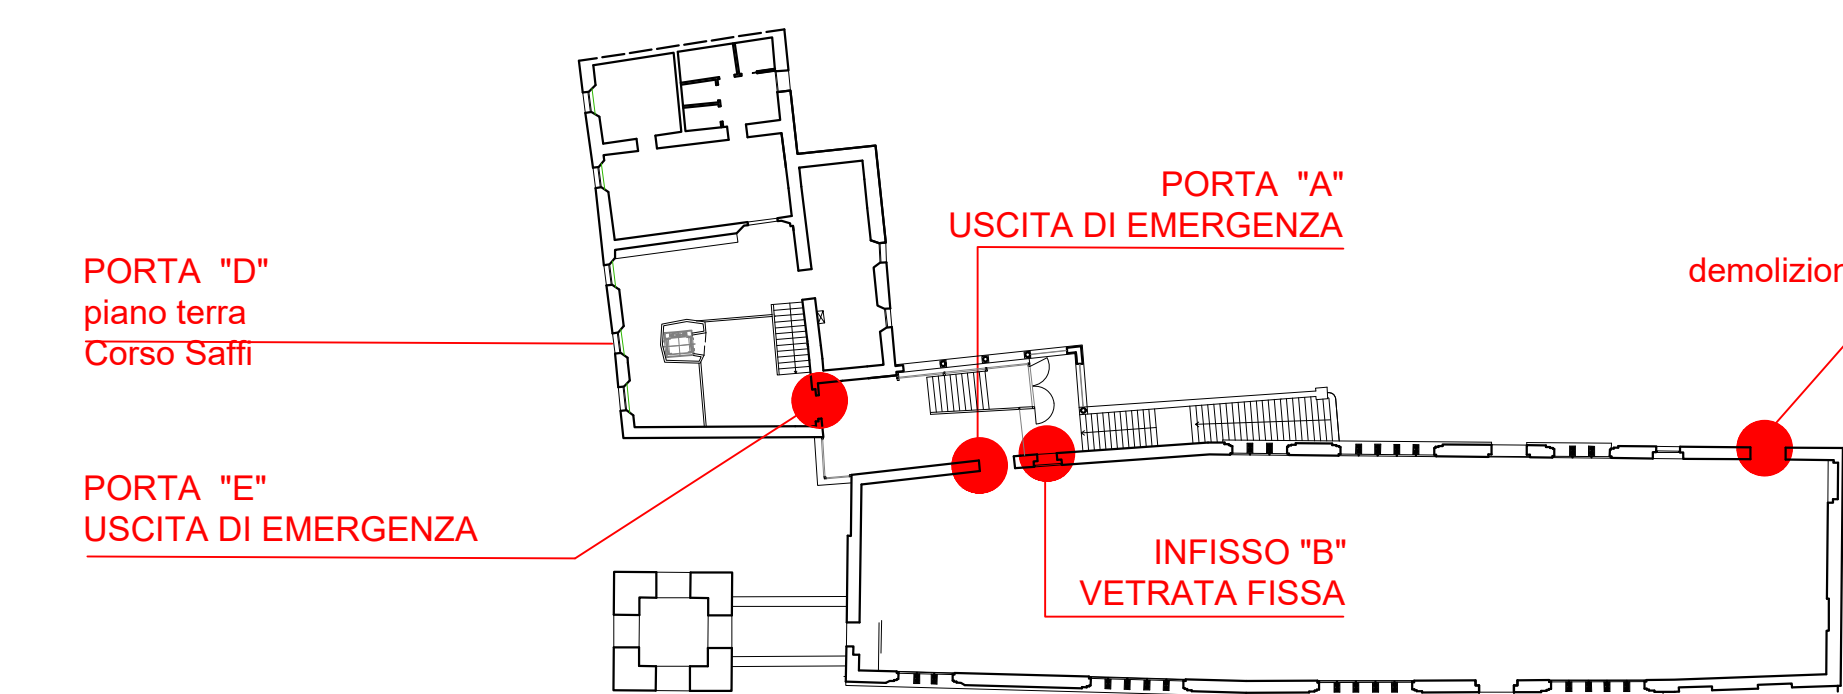 PORTA "A"
USCITA DI EMERGENZA
PORTA "D"
piano terra
Corso Saffi
PORTA "E"
USCITA DI EMERGENZA
INFISSO "B"
VETRATA FISSA